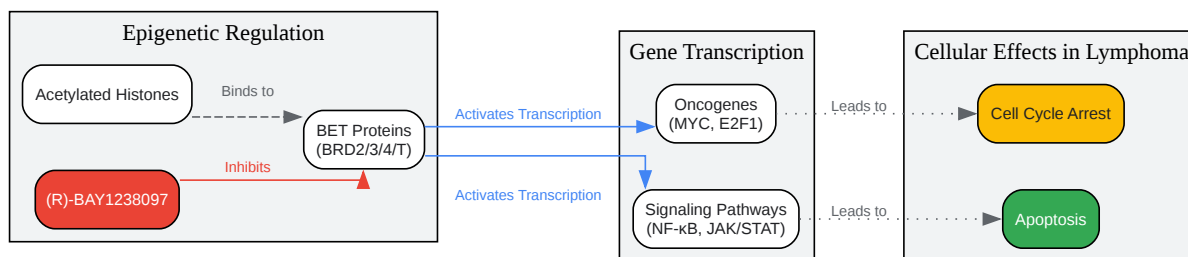 Epigenetic Regulation
Acetylated Histones
Binds to
BET Proteins
(BRD2/3/4/T)
Inhibits
(R)-BAY1238097
Activates Transcription
Activates Transcription
Gene Transcription
Oncogenes
(MYC, E2F1)
Signaling Pathways
(NF-κB, JAK/STAT)
Leads to
Leads to
Cellular Effects in Lymphoma
Cell Cycle Arrest
Apoptosis